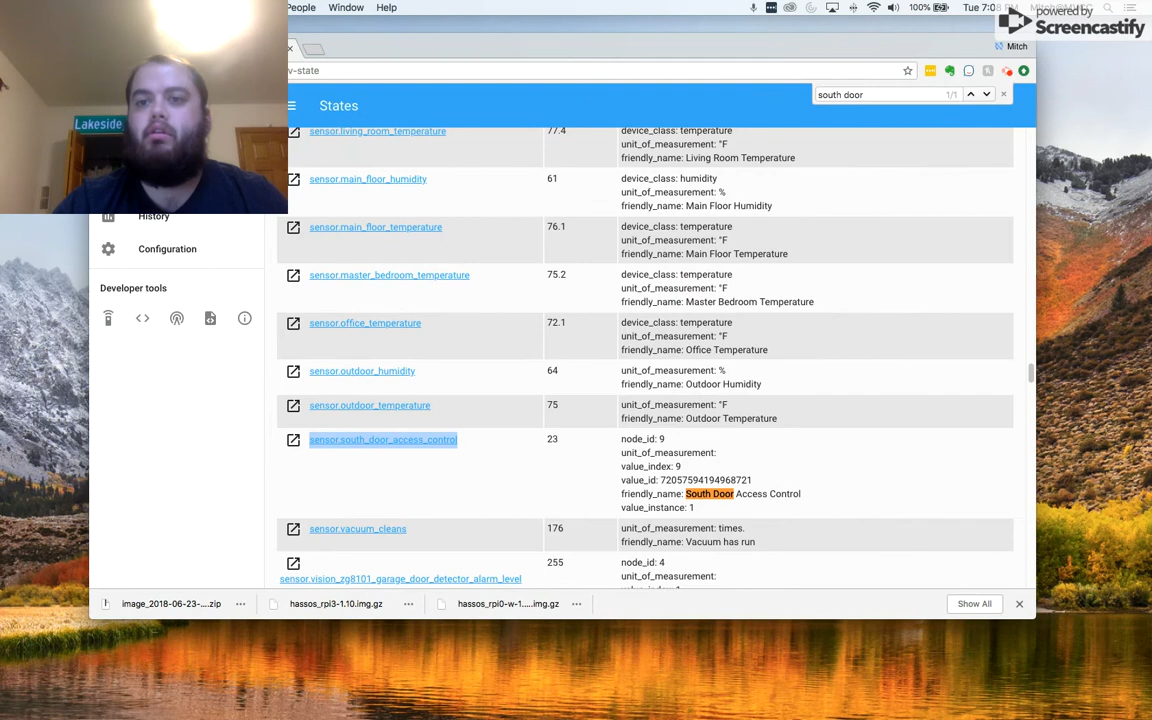 People Window Help 100% Tue 7:0
powered by
Screencastify
Mitch
v-state
south door 1/1
Lakeside
States
sensor.living_room_temperature 77.4 device_class: temperature
unit_of_measurement: °F
friendly_name: Living Room Temperature
sensor.main_floor_humidity 61 device_class: humidity
unit_of_measurement: %
friendly_name: Main Floor Humidity
History
sensor.main_floor_temperature 76.1 device_class: temperature
unit_of_measurement: °F
friendly_name: Main Floor Temperature
Configuration
sensor.master_bedroom_temperature 75.2 device_class: temperature
unit_of_measurement: °F
friendly_name: Master Bedroom Temperature
Developer tools
sensor.office_temperature 72.1 device_class: temperature
unit_of_measurement: °F
friendly_name: Office Temperature
sensor.outdoor_humidity 64 unit_of_measurement: %
friendly_name: Outdoor Humidity
sensor.outdoor_temperature 75 unit_of_measurement: °F
friendly_name: Outdoor Temperature
sensor.south_door_access_control 23 node_id: 9
unit_of_measurement:
value_index: 9
value_id: 72057594194968721
friendly_name: South Door Access Control
value_instance: 1
sensor.vacuum_cleans 176 unit_of_measurement: times.
friendly_name: Vacuum has run
255 node_id: 4
sensor.vision_zg8101_garage_door_detector_alarm_level unit_of_measurement:
image_2018-06-23-....zip hassos_rpi3-1.10.img.gz hassos_rpi0-w-1.....img.gz Show All